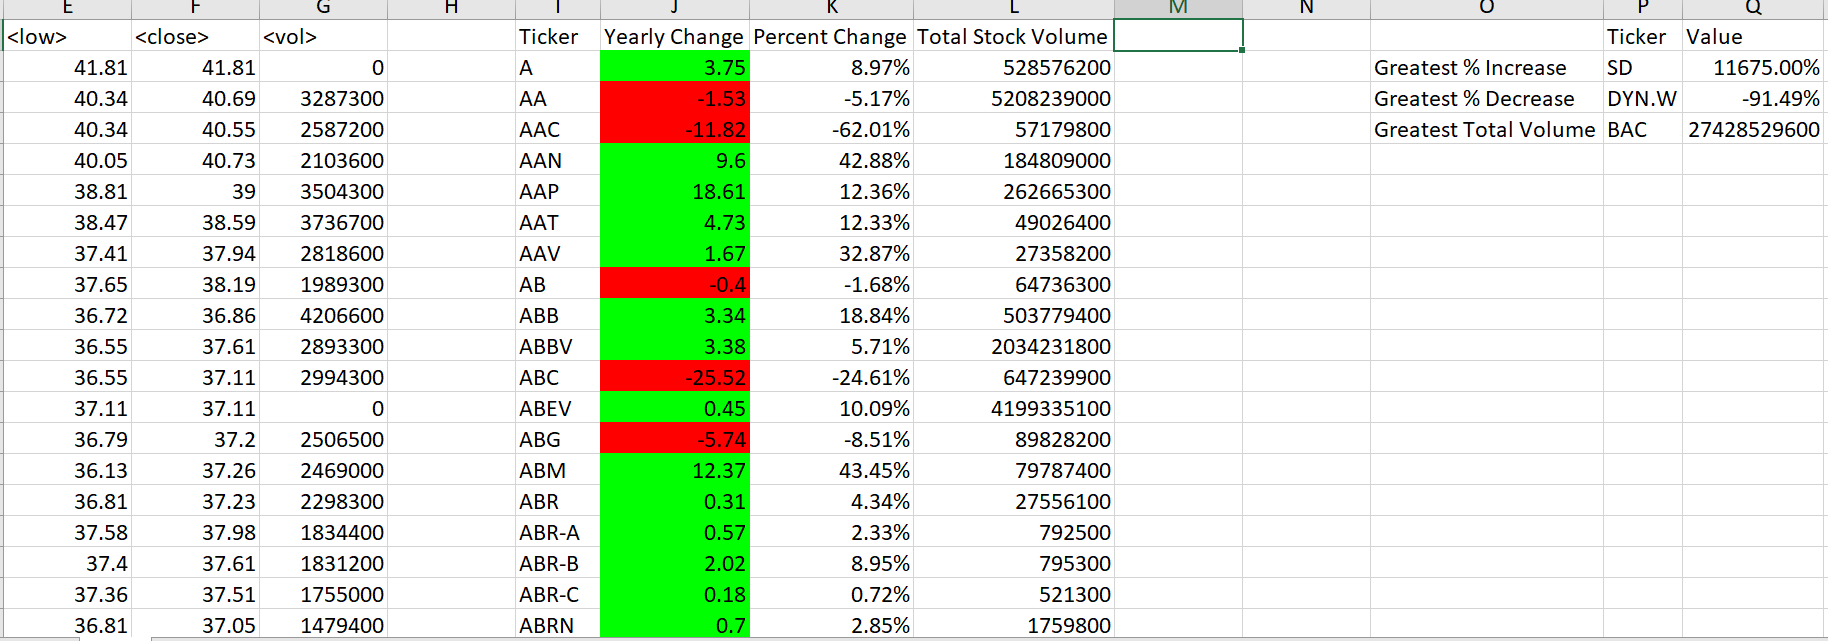 E F G H I J K L M N O P Q
<low> <close> <vol> Ticker Yearly Change Percent Change Total Stock Volume Ticker Value
41.81 41.81 0 A 3.75 8.97% 528576200 Greatest % Increase SD 11675.00%
40.34 40.69 3287300 AA -1.53 -5.17% 5208239000 Greatest % Decrease DYN.W -91.49%
40.34 40.55 2587200 AAC -11.82 -62.01% 57179800 Greatest Total Volume BAC 27428529600
40.05 40.73 2103600 AAN 9.6 42.88% 184809000
38.81 39 3504300 AAP 18.61 12.36% 262665300
38.47 38.59 3736700 AAT 4.73 12.33% 49026400
37.41 37.94 2818600 AAV 1.67 32.87% 27358200
37.65 38.19 1989300 AB -0.4 -1.68% 64736300
36.72 36.86 4206600 ABB 3.34 18.84% 503779400
36.55 37.61 2893300 ABBV 3.38 5.71% 2034231800
36.55 37.11 2994300 ABC -25.52 -24.61% 647239900
37.11 37.11 0 ABEV 0.45 10.09% 4199335100
36.79 37.2 2506500 ABG -5.74 -8.51% 89828200
36.13 37.26 2469000 ABM 12.37 43.45% 79787400
36.81 37.23 2298300 ABR 0.31 4.34% 27556100
37.58 37.98 1834400 ABR-A 0.57 2.33% 792500
37.4 37.61 1831200 ABR-B 2.02 8.95% 795300
37.36 37.51 1755000 ABR-C 0.18 0.72% 521300
36.81 37.05 1479400 ABRN 0.7 2.85% 1759800